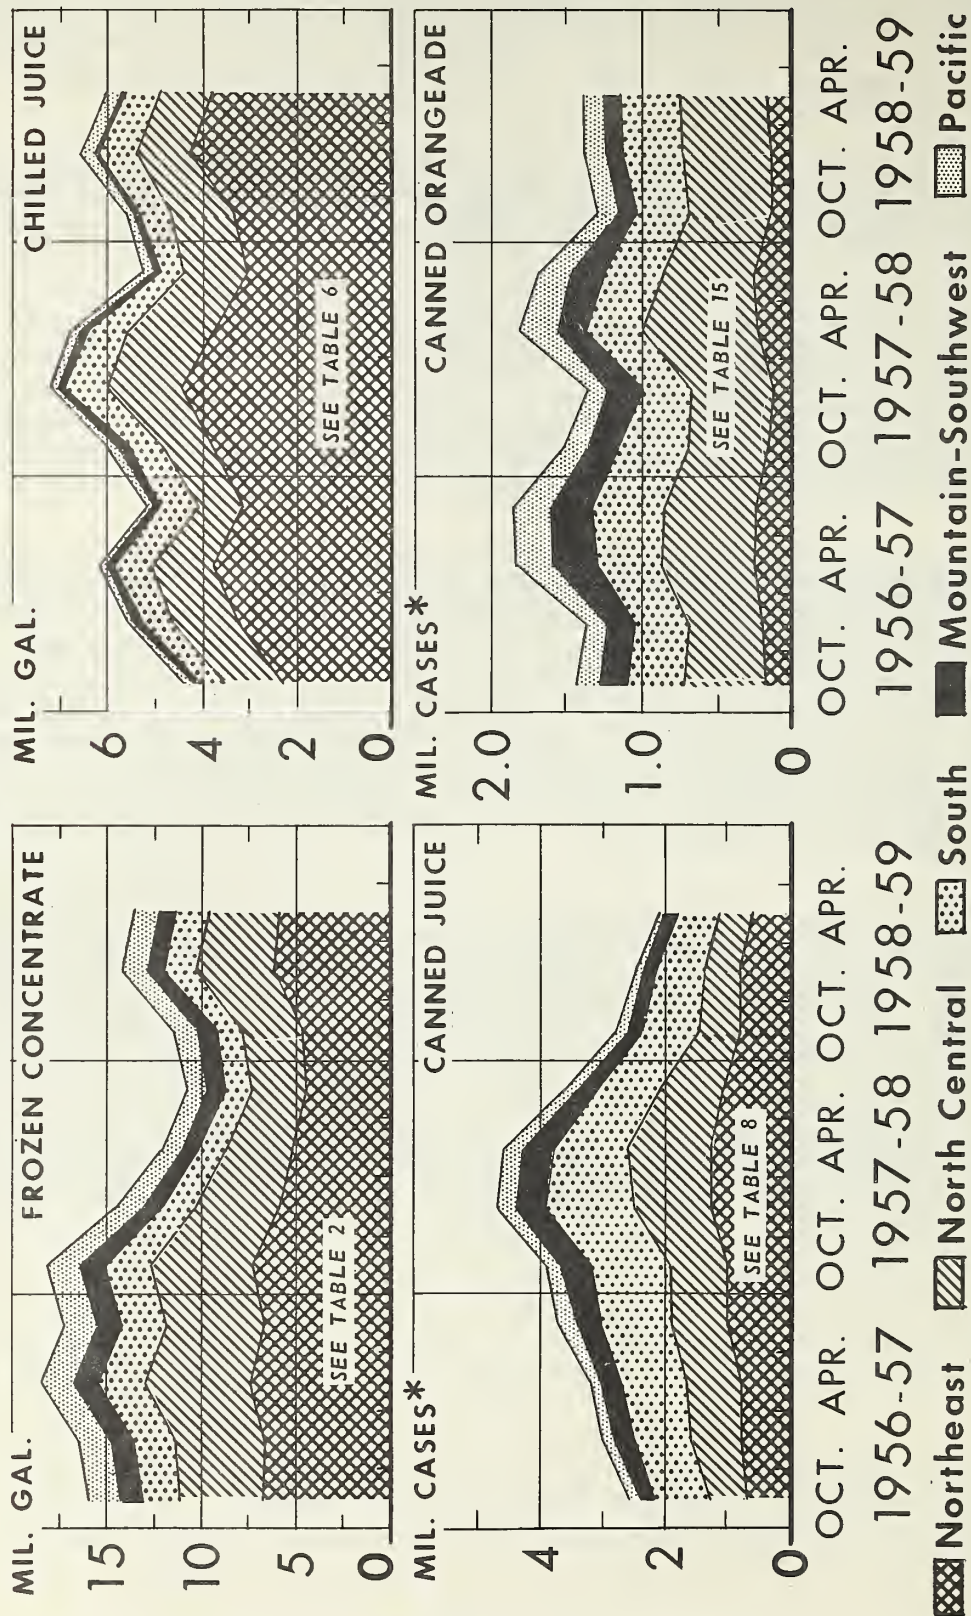 FROZEN CONCENTRATE
MIL. GAL.
15
10
5
0
SEE TABLE 2
CHILLED JUICE
MIL. GAL.
6
4
2
0
SEE TABLE 6
CANNED JUICE
MIL. CASES*
4
2
0
SEE TABLE 8
OCT. APR. OCT. APR. OCT. APR.
1956-57 1957-58 1958-59
CANNED ORANGEADE
MIL. CASES*
2.0
1.0
0
SEE TABLE 15
OCT. APR. OCT. APR. OCT. APR.
1956-57 1957-58 1958-59
Northeast North Central South Mountain-Southwest Pacific